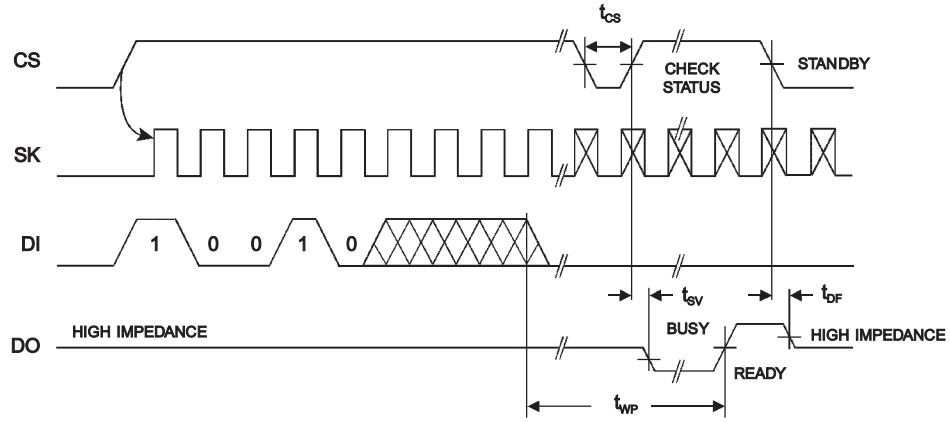 tCS
CS
CHECK
STATUS
STANDBY
SK
DI
1 0 0 1 0
tSV
tDF
HIGH IMPEDANCE
BUSY
HIGH IMPEDANCE
DO
READY
tWP